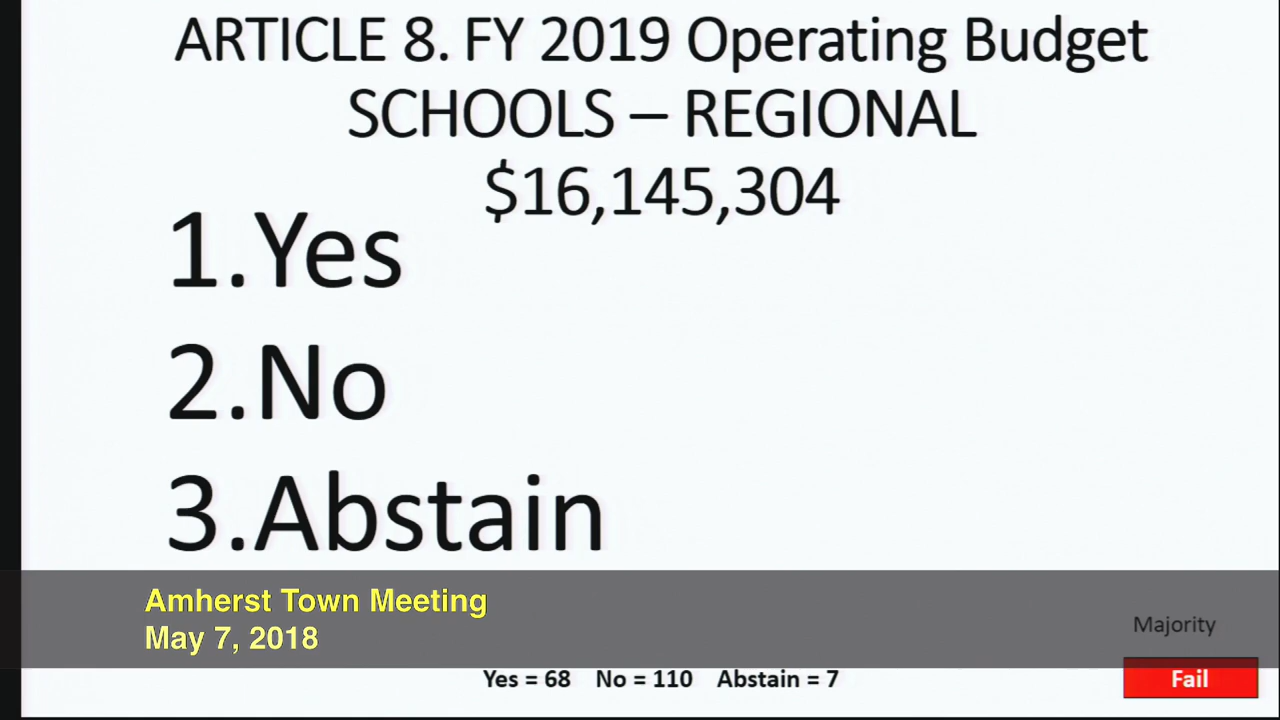 ARTICLE 8. FY 2019 Operating Budget
SCHOOLS – REGIONAL
$16,145,304
1.Yes
2.No
3.Abstain
Amherst Town Meeting
May 7, 2018
Majority
Yes = 68 No = 110 Abstain = 7
Fail